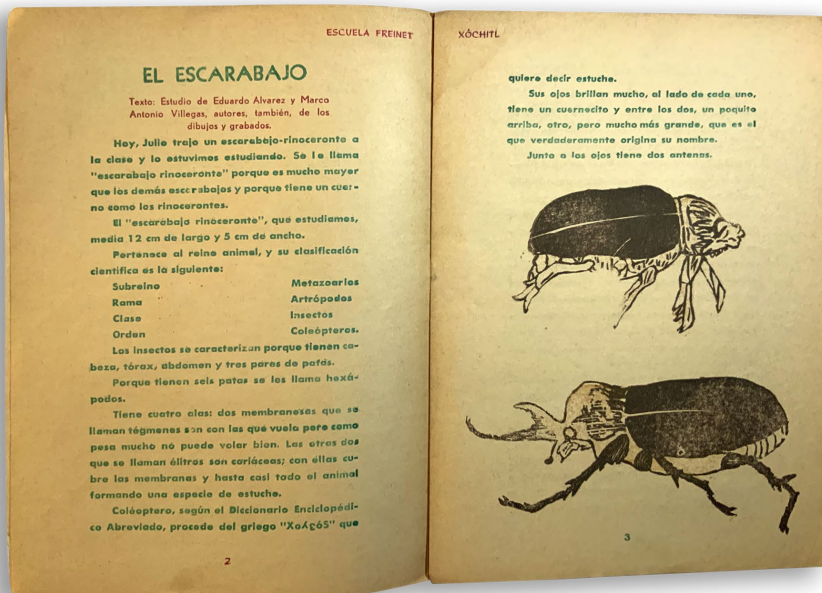 ESCUELA FREINET
EL ESCARABAJO
Texto: Estudio de Eduardo Alvarez y Marco
Antonio Villegas, autores, también, de los
dibujos y grabados.
Hoy, Julio trajo un escarabajo-rinoceronte a
la clase y lo estuvimos estudiando. Se le llama
"escarabajo rinoceronte" porque es mucho mayor
que los demás escarabajos y porque tiene un cuer-
no como los rinocerontes.
El "escarabajo rinoceronte", que estudiamos,
media 12 cm de largo y 5 cm de ancho.
Pertenece al reino animal, y su clasificación
científica es la siguiente:
Subreino Metazoarios
Rama Artrópodos
Clase Insectos
Orden Coleópteros.
Los insectos se caracterizan porque tienen ca-
beza, tórax, abdomen y tres pares de patas.
Porque tienen seis patas se les llama hexá-
podos.
Tiene cuatro alas: dos membranosas que se
llaman tégmenes son con las que vuela pero como
pesa mucho nó puede volar bien. Las otras dos
que se llaman élitros son coriáceas; con éllas cu-
bre las membranas y hasta casi todo el animal
formando una especie de estuche.
Coleóptero, según el Diccionario Enciclopédi-
co Abreviado, procede del griego que
2
XÓCHITL
quiere decir estuche.
Sus ojos brillan mucho, al lado de cada uno,
tiene un cuernecito y entre los dos, un poquito
arriba, otro, pero mucho más grande, que es el
que verdaderamente origina su nombre.
Junto a los ojos tiene dos antenas.
3